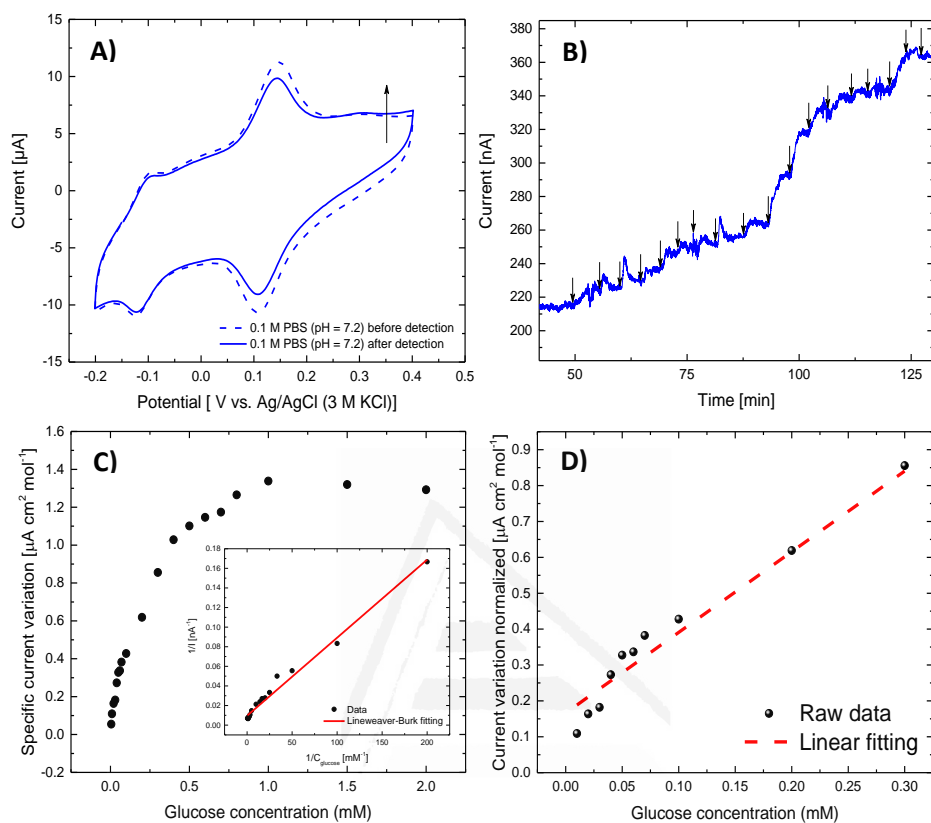 A)
15
10
5
0
-5
-10
-15
Current [µA]
0.1 M PBS (pH = 7.2) before detection
0.1 M PBS (pH = 7.2) after detection
-0.2 -0.1 0.0 0.1 0.2 0.3 0.4 0.5
Potential [ V vs. Ag/AgCl (3 M KCl)]
B)
380
360
340
320
300
280
260
240
220
200
Current [nA]
50 75 100 125
Time [min]
C)
1.6
1.4
1.2
1.0
0.8
0.6
0.4
0.2
0.0
-0.2
Specific current variation [µA cm² mol⁻¹]
0.18
0.16
0.14
0.12
0.10
0.08
0.06
0.04
0.02
0.00
1/I [nA⁻¹]
Data
Lineweaver-Burk fitting
0 50 100 150 200
1/C_glucose [mM⁻¹]
0.0 0.5 1.0 1.5 2.0
Glucose concentration (mM)
D)
0.9
0.8
0.7
0.6
0.5
0.4
0.3
0.2
0.1
0.0
Current variation normalized [µA cm² mol⁻¹]
Raw data
Linear fitting
0.00 0.05 0.10 0.15 0.20 0.25 0.30
Glucose concentration (mM)